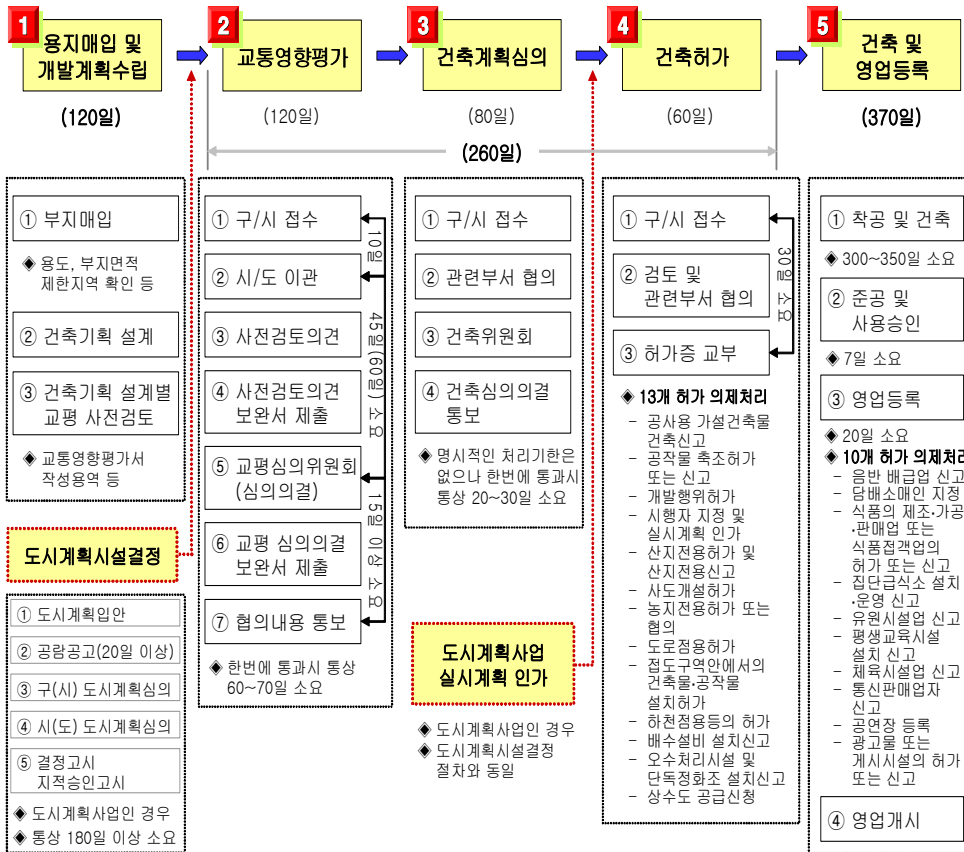 1
용지매입 및
개발계획수립
(120일)
2
교통영향평가
(120일)
3
건축계획심의
(80일)
4
건축허가
(60일)
5
건축 및
영업등록
(370일)
(260일)
① 부지매입
◈ 용도, 부지면적
제한지역 확인 등
② 건축기획 설계
③ 건축기획 설계별
교평 사전검토
◈ 교통영향평가서
작성용역 등
도시계획시설결정
① 도시계획입안
② 공람공고(20일 이상)
③ 구(시) 도시계획심의
④ 시(도) 도시계획심의
⑤ 결정고시
지적승인고시
◈ 도시계획사업인 경우
◈ 통상 180일 이상 소요
① 구/시 접수
② 시/도 이관
③ 사전검토의견
④ 사전검토의견
보완서 제출
⑤ 교평심의위원회
(심의의결)
⑥ 교평 심의의결
보완서 제출
⑦ 협의내용 통보
10일
45일(60일) 소요
15일 이상 소요
◈ 한번에 통과시 통상
60~70일 소요
① 구/시 접수
② 관련부서 협의
③ 건축위원회
④ 건축심의의결
통보
◈ 명시적인 처리기한은
없으나 한번에 통과시
통상 20~30일 소요
도시계획사업
실시계획 인가
◈ 도시계획사업인 경우
◈ 도시계획시설결정
절차와 동일
① 구/시 접수
② 검토 및
관련부서 협의
③ 허가증 교부
30일 소요
◈ 13개 허가 의제처리
- 공사용 가설건축물
건축신고
- 공작물 축조허가
또는 신고
- 개발행위허가
- 시행자 지정 및
실시계획 인가
- 산지전용허가 및
산지전용신고
- 사도개설허가
- 농지전용허가 또는
협의
- 도로점용허가
- 접도구역안에서의
건축물·공작물
설치허가
- 하천점용등의 허가
- 배수설비 설치신고
- 오수처리시설 및
단독정화조 설치신고
- 상수도 공급신청
① 착공 및 건축
◈ 300~350일 소요
② 준공 및
사용승인
◈ 7일 소요
③ 영업등록
◈ 20일 소요
◈ 10개 허가 의제처리
- 음반 배급업 신고
- 담배소매인 지정
- 식품의 제조·가공
·판매업 또는
식품접객업의
허가 또는 신고
- 집단급식소 설치
·운영 신고
- 유원시설업 신고
- 평생교육시설
설치 신고
- 체육시설업 신고
- 통신판매업자
신고
- 공연장 등록
- 광고물 또는
게시시설의 허가
또는 신고
④ 영업개시